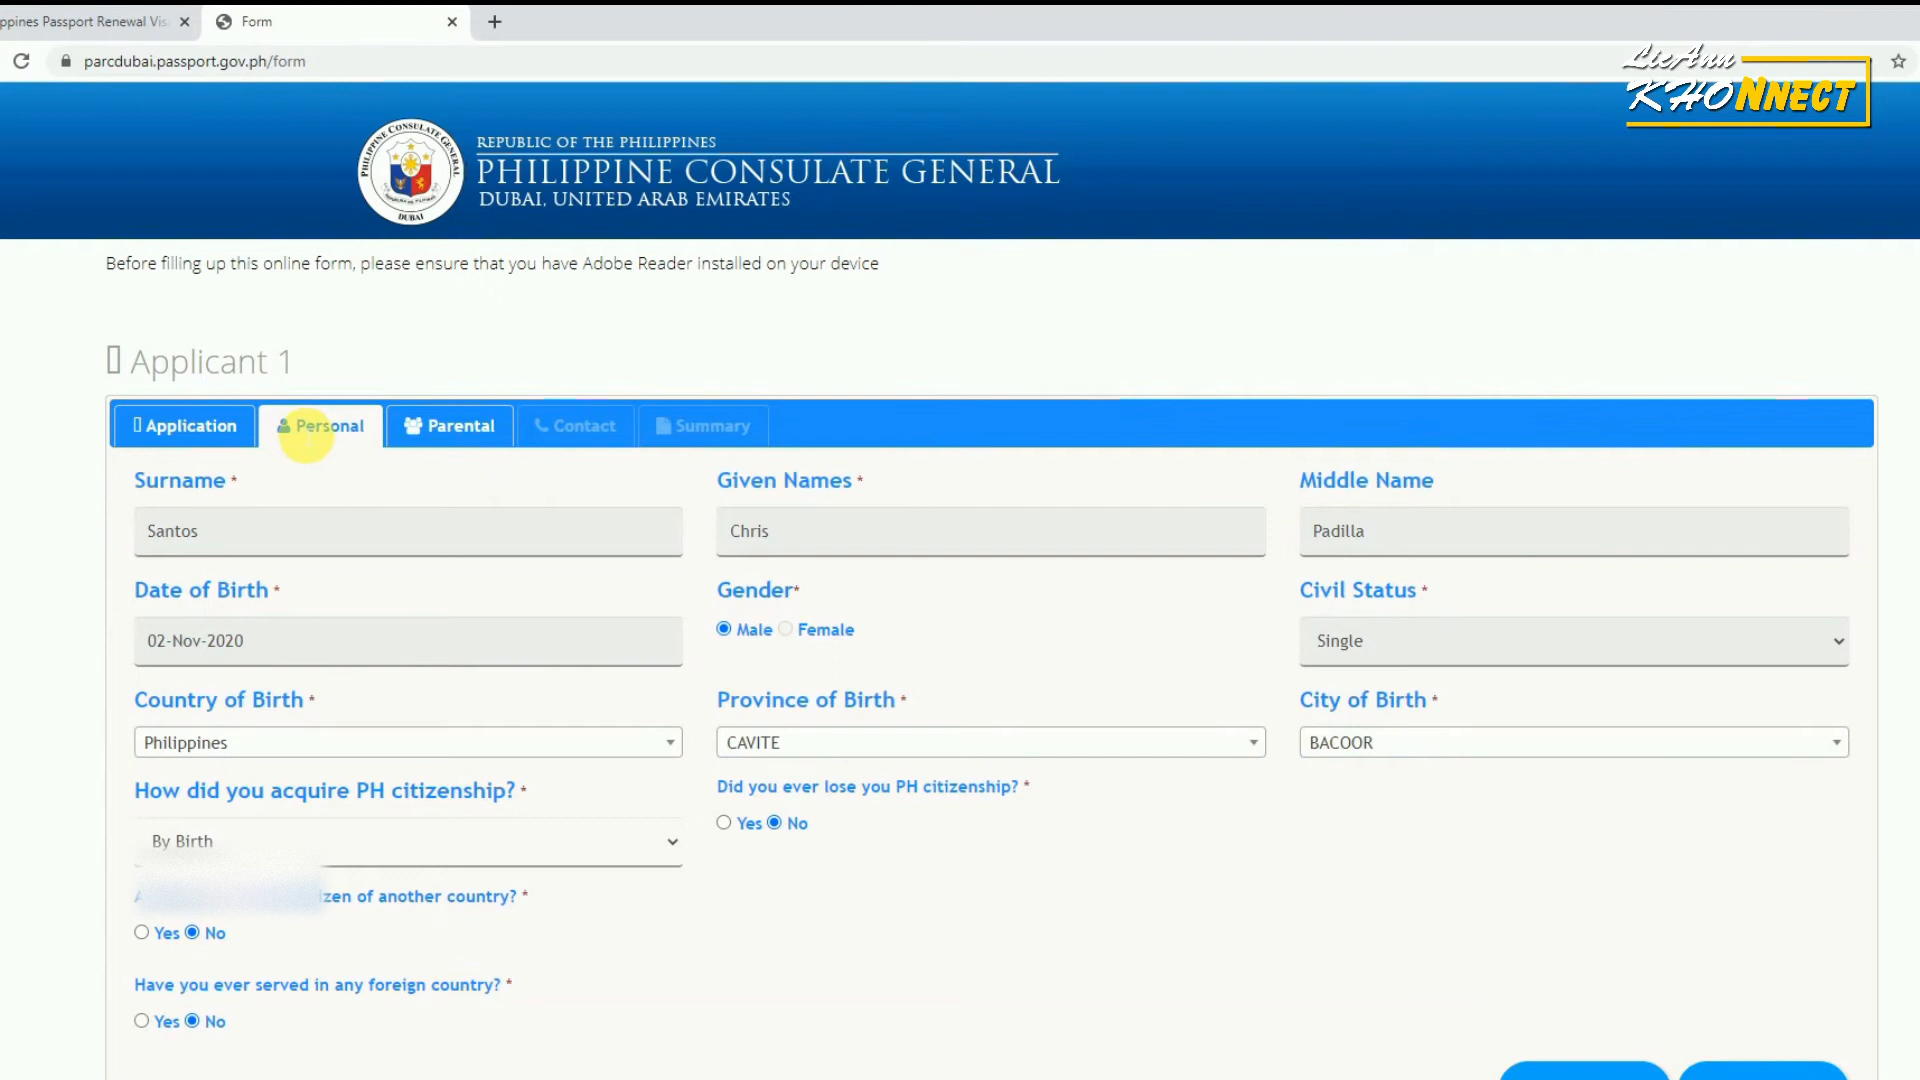 ppines Passport Renewal Vis
Form
parcdubai.passport.gov.ph/form
LieAnn
KHONNECT
PHILIPPINE CONSULATE GENERAL
DUBAI
REPUBLIC OF THE PHILIPPINES
PHILIPPINE CONSULATE GENERAL
DUBAI, UNITED ARAB EMIRATES
Before filling up this online form, please ensure that you have Adobe Reader installed on your device
Applicant 1
Application Personal Parental Contact Summary
Surname * Given Names * Middle Name
Santos Chris Padilla
Date of Birth * Gender* Civil Status *
02-Nov-2020 Male Female Single
Country of Birth * Province of Birth * City of Birth *
Philippines CAVITE BACOOR
How did you acquire PH citizenship? * Did you ever lose you PH citizenship? *
By Birth Yes No
of another country? *
Yes No
Have you ever served in any foreign country? *
Yes No